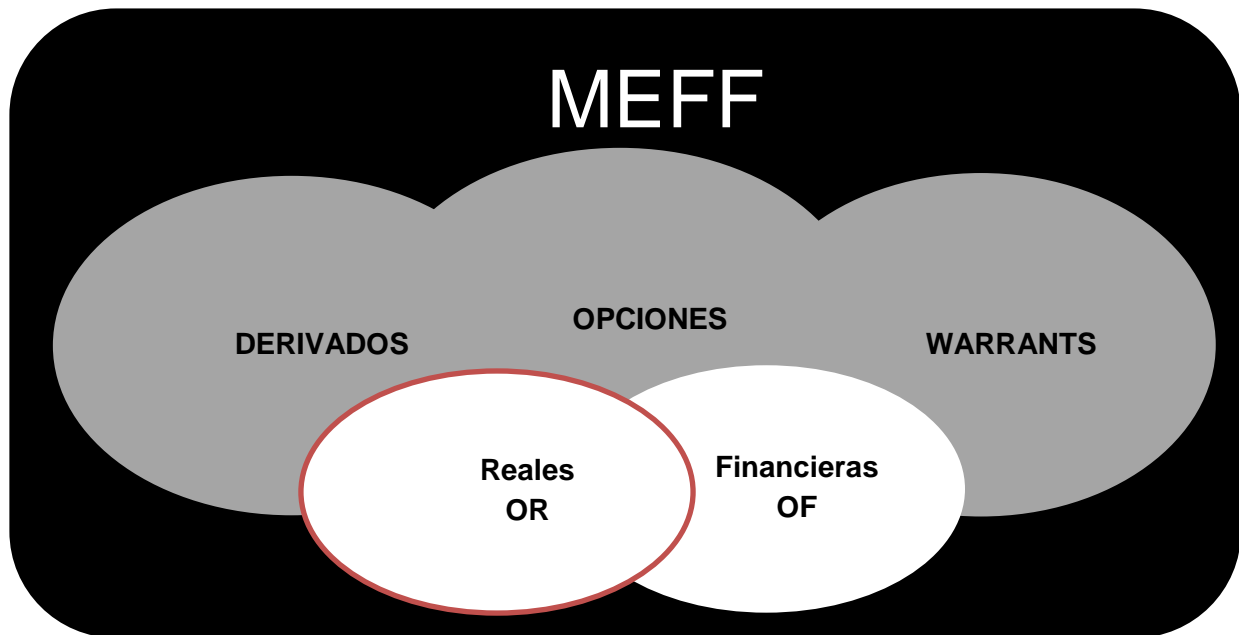 MEFF
OPCIONES
DERIVADOS
WARRANTS
Reales
OR
Financieras
OF